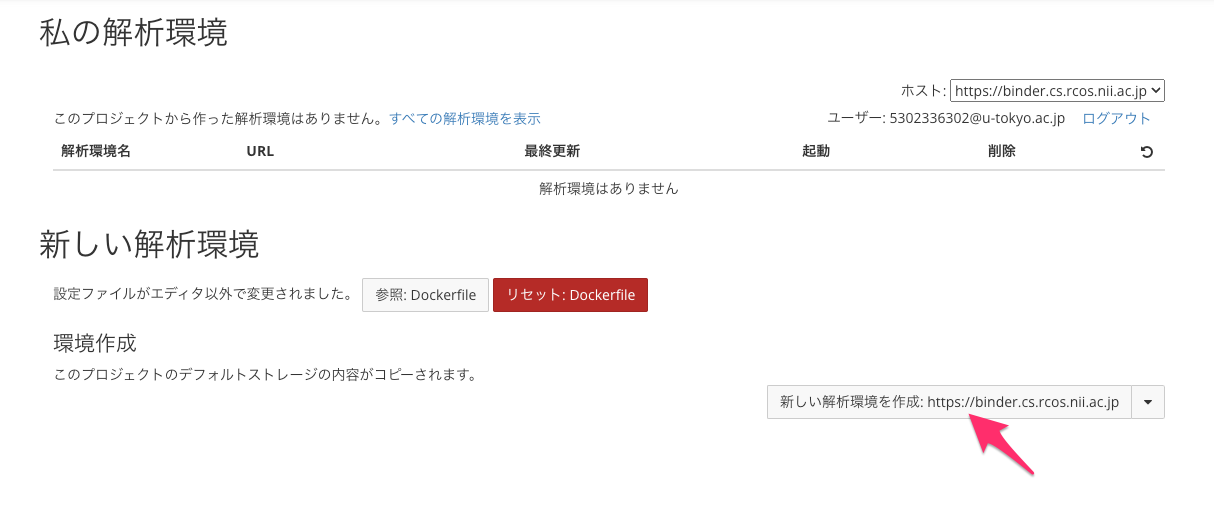 私の解析環境
ホスト: https://binder.cs.rcos.nii.ac.jp
このプロジェクトから作った解析環境はありません。すべての解析環境を表示
ユーザー: 5302336302@u-tokyo.ac.jp ログアウト
解析環境名 URL 最終更新 起動 削除
解析環境はありません
新しい解析環境
設定ファイルがエディタ以外で変更されました。 参照: Dockerfile リセット: Dockerfile
環境作成
このプロジェクトのデフォルトストレージの内容がコピーされます。
新しい解析環境を作成: https://binder.cs.rcos.nii.ac.jp